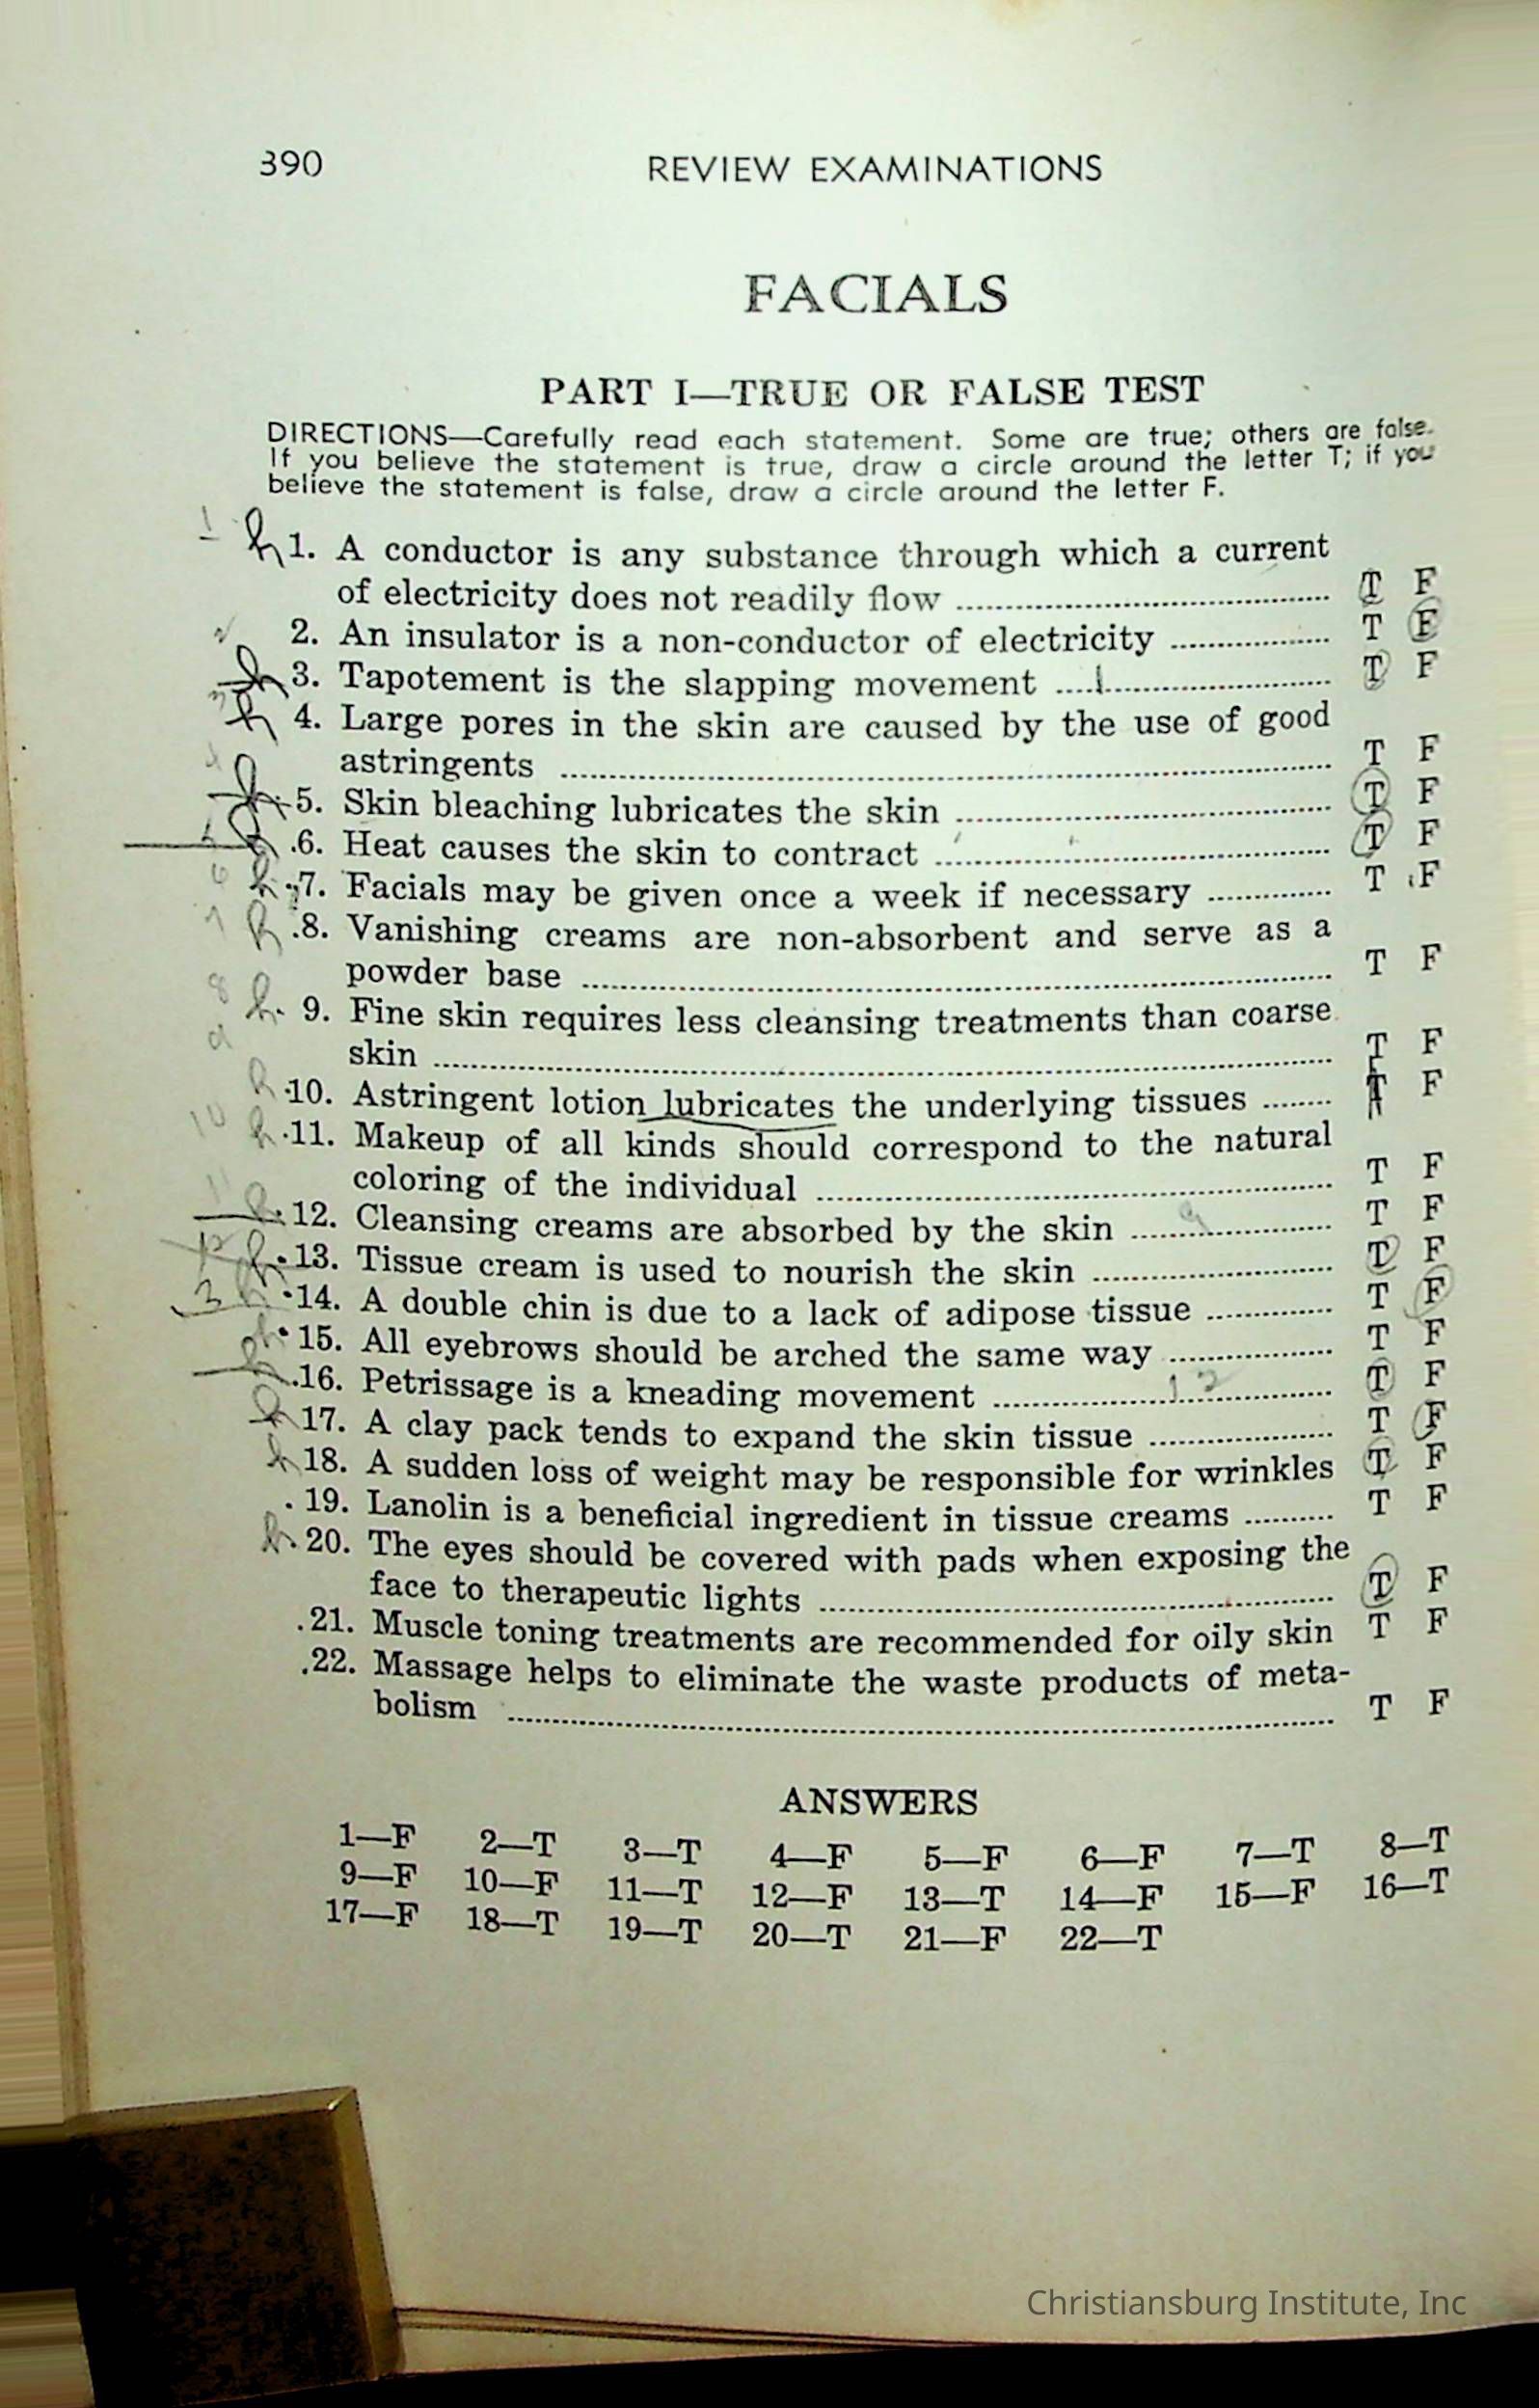 390 REVIEW EXAMINATIONS
FACIALS
PART I—TRUE OR FALSE TEST
DIRECTIONS—Carefully read each statement. Some are true; others are false.
If you believe the statement is true, draw a circle around the letter T; if you
believe the statement is false, draw a circle around the letter F.
1. A conductor is any substance through which a current
of electricity does not readily flow ........ T F
2. An insulator is a non-conductor of electricity ........ T F
3. Tapotement is the slapping movement ........ T F
4. Large pores in the skin are caused by the use of good
astringents ........ T F
5. Skin bleaching lubricates the skin ........ T F
6. Heat causes the skin to contract ........ T F
7. Facials may be given once a week if necessary ........ T F
8. Vanishing creams are non-absorbent and serve as a
powder base ........ T F
9. Fine skin requires less cleansing treatments than coarse
skin ........ T F
10. Astringent lotion lubricates the underlying tissues ........ T F
11. Makeup of all kinds should correspond to the natural
coloring of the individual ........ T F
12. Cleansing creams are absorbed by the skin ........ T F
13. Tissue cream is used to nourish the skin ........ T F
14. A double chin is due to a lack of adipose tissue ........ T F
15. All eyebrows should be arched the same way ........ T F
16. Petrissage is a kneading movement ........ T F
17. A clay pack tends to expand the skin tissue ........ T F
18. A sudden loss of weight may be responsible for wrinkles T F
19. Lanolin is a beneficial ingredient in tissue creams ........ T F
20. The eyes should be covered with pads when exposing the
face to therapeutic lights ........ T F
21. Muscle toning treatments are recommended for oily skin T F
22. Massage helps to eliminate the waste products of meta-
bolism ........ T F
ANSWERS
1—F 2—T 3—T 4—F 5—F 6—F 7—T 8—T
9—F 10—F 11—T 12—F 13—T 14—F 15—F 16—T
17—F 18—T 19—T 20—T 21—F 22—T
Christiansburg Institute, Inc